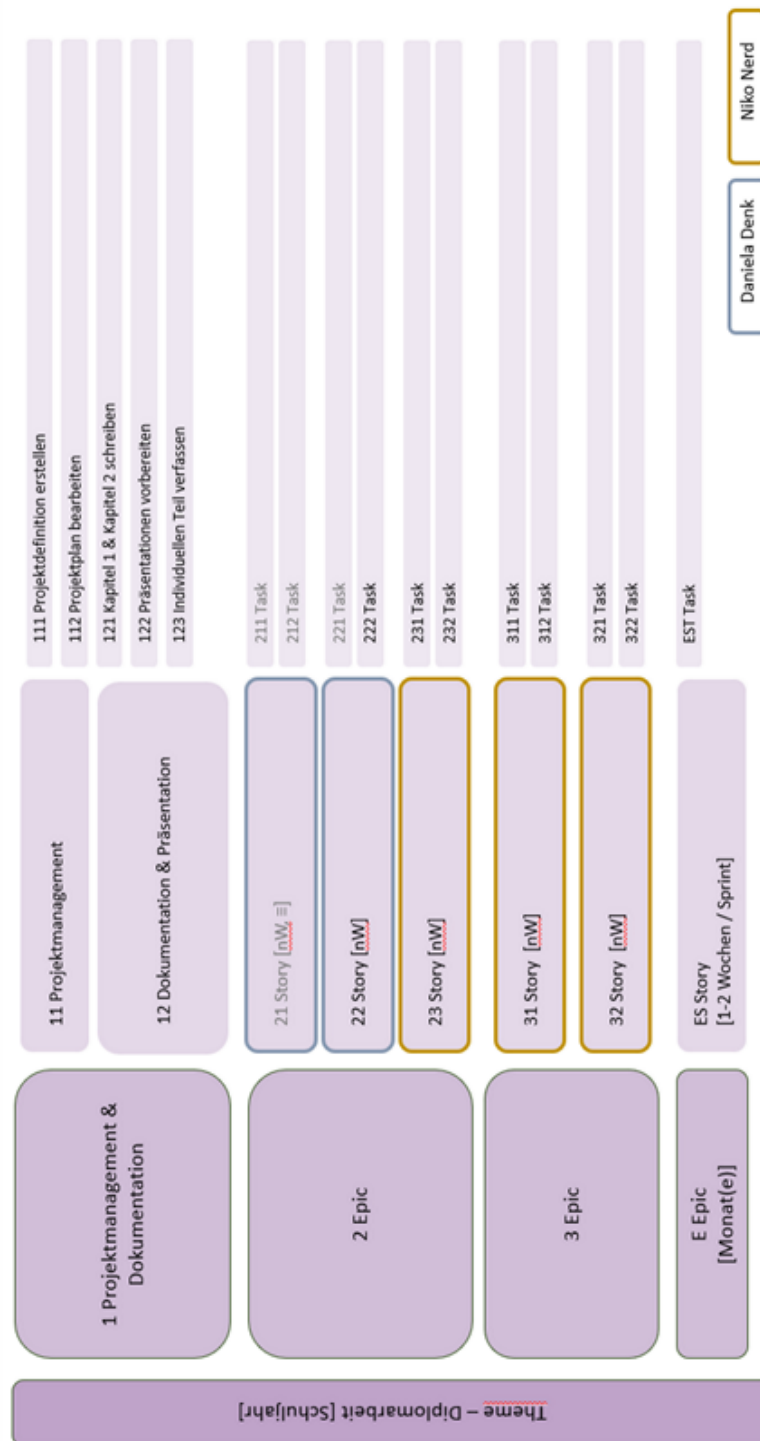 Theme – Diplomarbeit [Schuljahr]
1 Projektmanagement &
Dokumentation
11 Projektmanagement
111 Projektdefinition erstellen
112 Projektplan bearbeiten
12 Dokumentation & Präsentation
121 Kapitel 1 & Kapitel 2 schreiben
122 Präsentationen vorbereiten
123 Individuellen Teil verfassen
2 Epic
21 Story [nW, ≡]
211 Task
212 Task
22 Story [nW]
221 Task
222 Task
23 Story [nW]
231 Task
232 Task
3 Epic
31 Story [nW]
311 Task
312 Task
32 Story [nW]
321 Task
322 Task
E Epic
[Monat(e)]
ES Story
[1-2 Wochen / Sprint]
EST Task
Daniela Denk
Niko Nerd